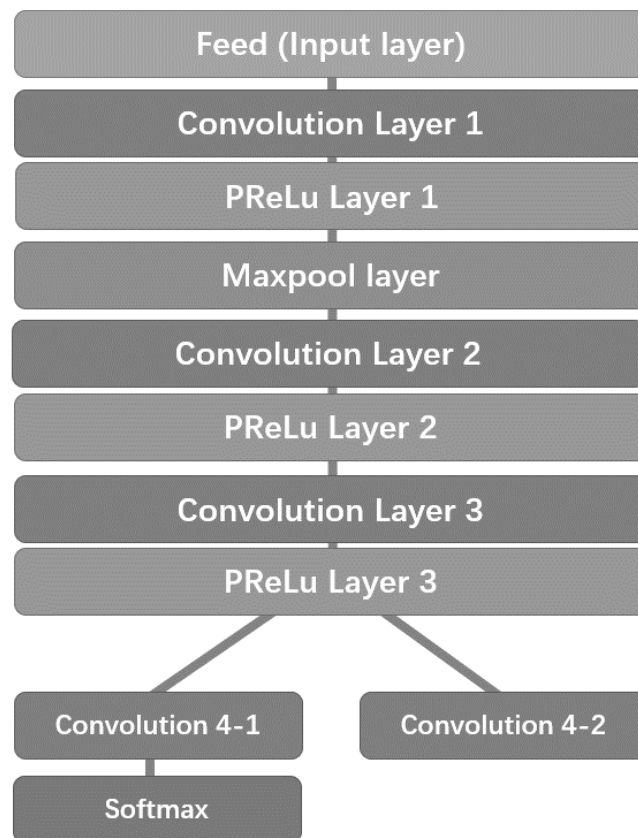 Feed (Input layer)
Convolution Layer 1
PReLu Layer 1
Maxpool layer
Convolution Layer 2
PReLu Layer 2
Convolution Layer 3
PReLu Layer 3
Convolution 4-1
Convolution 4-2
Softmax